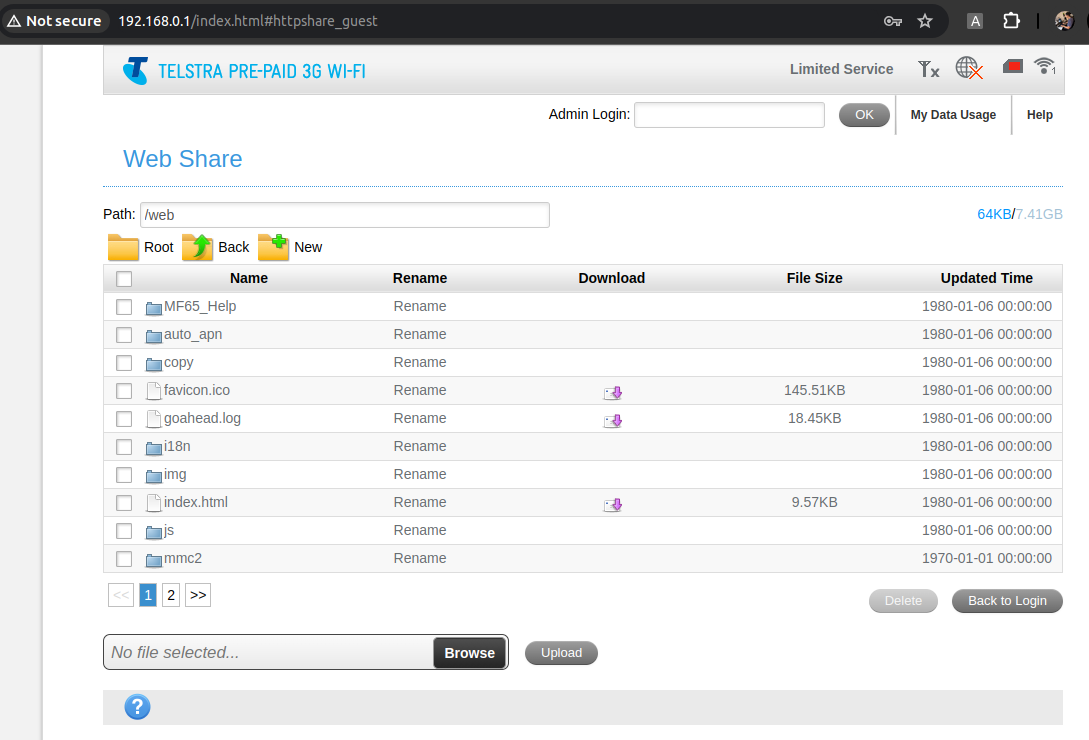 Not secure 192.168.0.1/index.html#httpshare_guest A
TELSTRA PRE-PAID 3G WI-FI Limited Service 1
Admin Login: OK My Data Usage Help
Web Share
Path: /web 64KB/7.41GB
Root Back New
Name Rename Download File Size Updated Time
MF65_Help Rename 1980-01-06 00:00:00
auto_apn Rename 1980-01-06 00:00:00
copy Rename 1980-01-06 00:00:00
favicon.ico Rename 145.51KB 1980-01-06 00:00:00
goahead.log Rename 18.45KB 1980-01-06 00:00:00
i18n Rename 1980-01-06 00:00:00
img Rename 1980-01-06 00:00:00
index.html Rename 9.57KB 1980-01-06 00:00:00
js Rename 1980-01-06 00:00:00
mmc2 Rename 1970-01-01 00:00:00
<< 1 2 >> Delete Back to Login
No file selected... Browse Upload
?